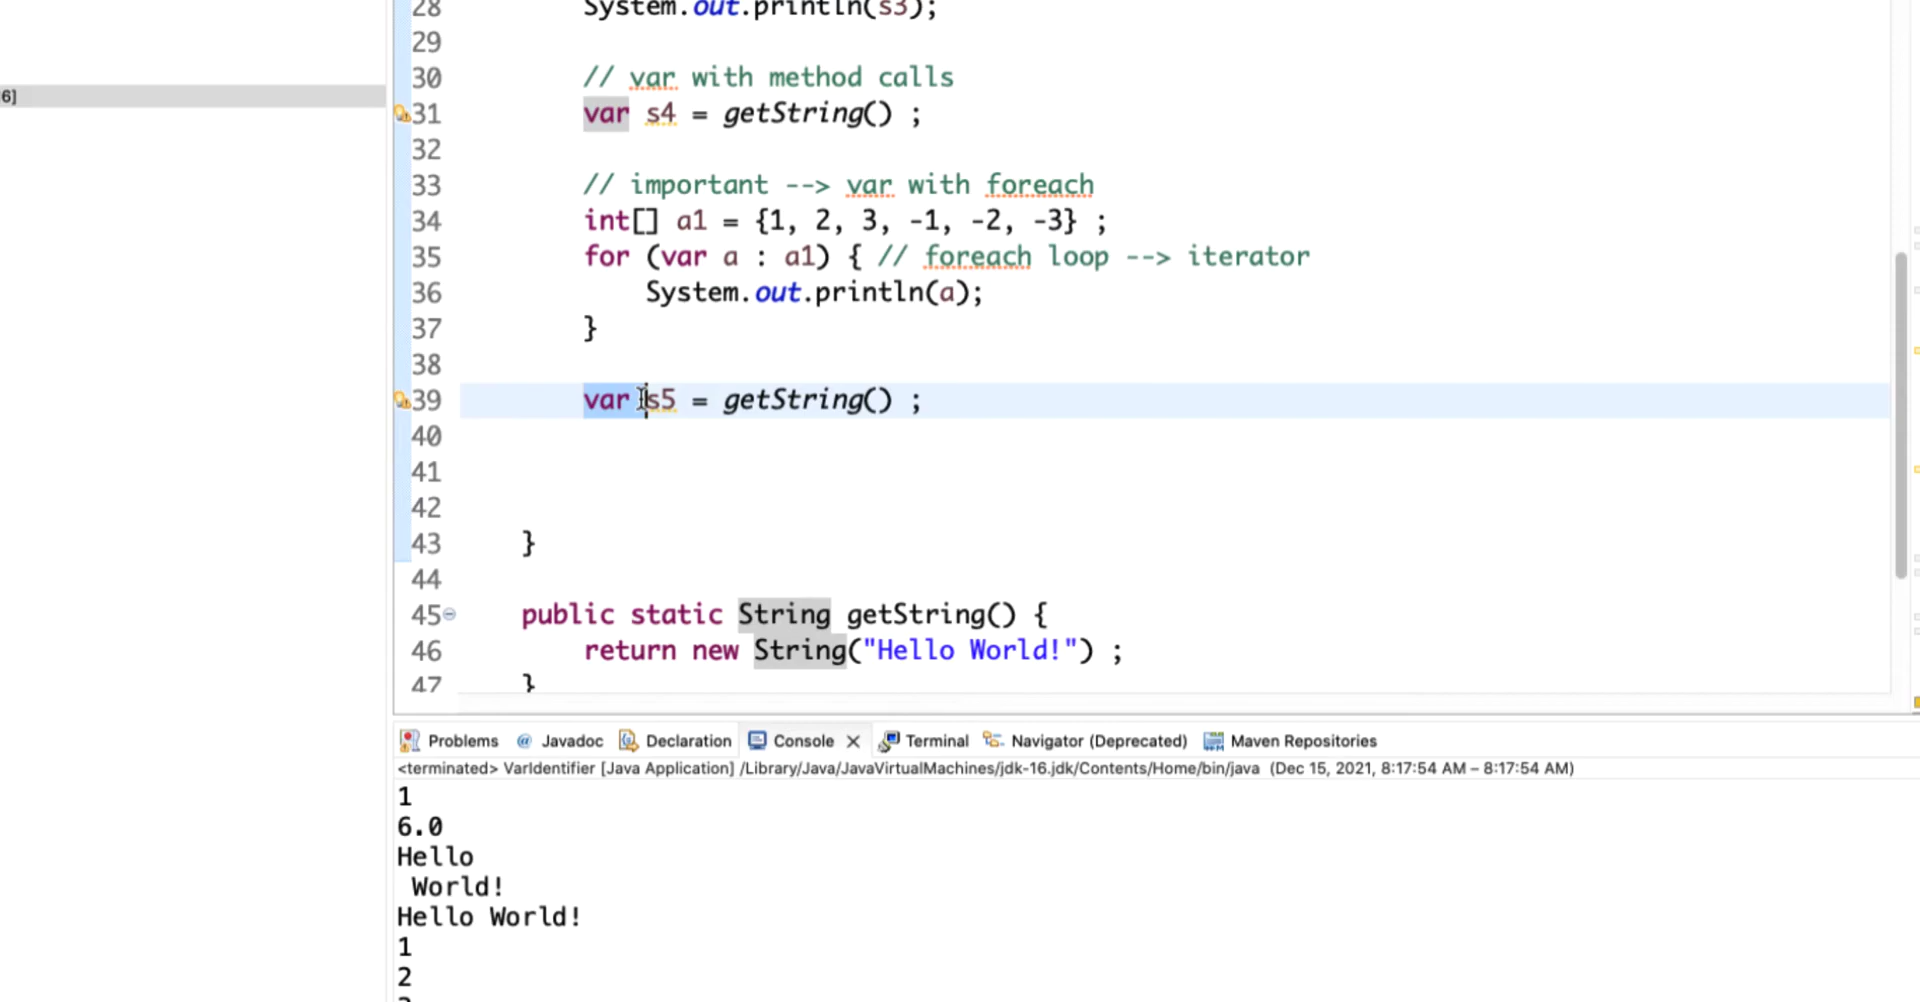 28 System.out.println(s3);
29
30 // var with method calls
6]
31 var s4 = getString() ;
32
33 // important --> var with foreach
34 int[] a1 = {1, 2, 3, -1, -2, -3} ;
35 for (var a : a1) { // foreach loop --> iterator
36 System.out.println(a);
37 }
38
39 var s5 = getString() ;
40
41
42
43 }
44
45 public static String getString() {
46 return new String("Hello World!") ;
47 }
Problems @ Javadoc Declaration Console Terminal Navigator (Deprecated) Maven Repositories
<terminated> VarIdentifier [Java Application] /Library/Java/JavaVirtualMachines/jdk-16.jdk/Contents/Home/bin/java (Dec 15, 2021, 8:17:54 AM – 8:17:54 AM)
1
6.0
Hello
World!
Hello World!
1
2